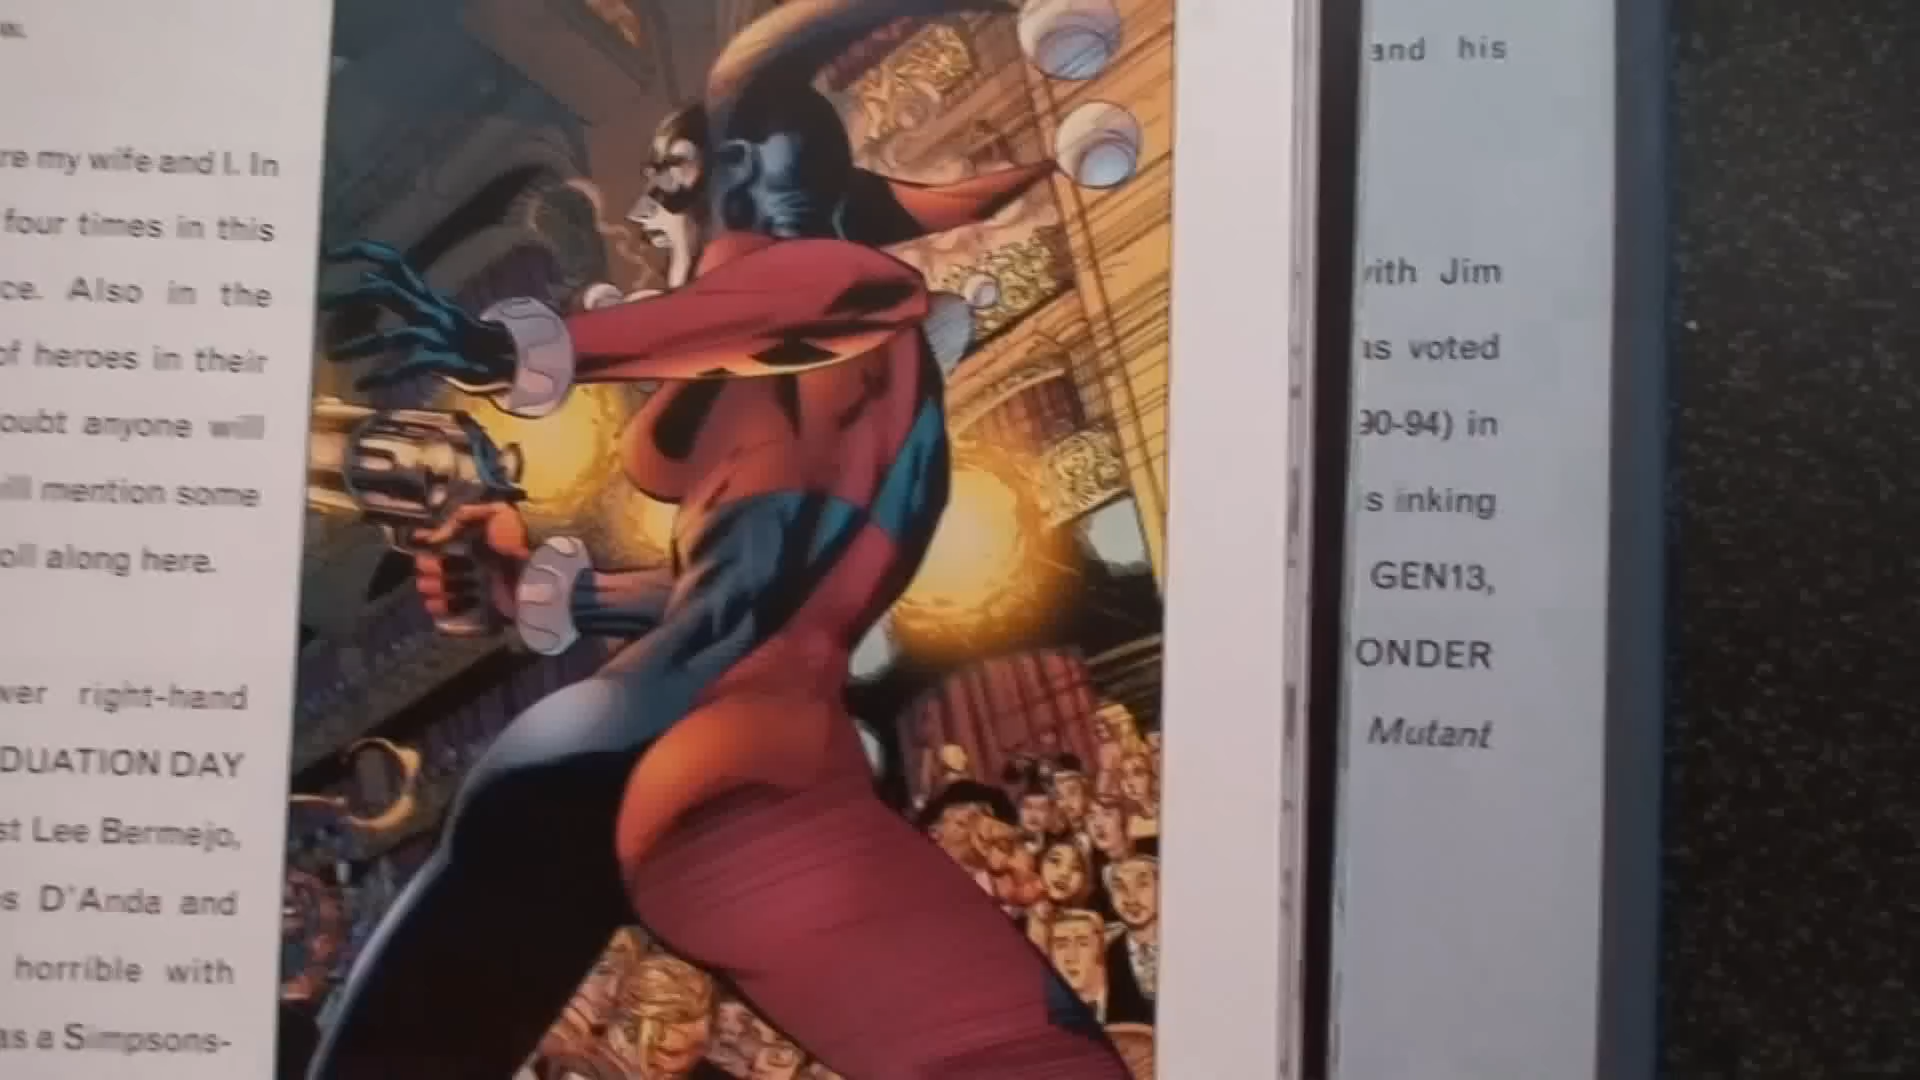 re my wife and I. In
four times in this
ce. Also in the
of heroes in their
oubt anyone will
ill mention some
oll along here.
wer right-hand
DUATION DAY
st Lee Bermejo,
s D'Anda and
horrible with
as a Simpsons-
and his
with Jim
as voted
90-94) in
s inking
GEN13,
ONDER
Mutant